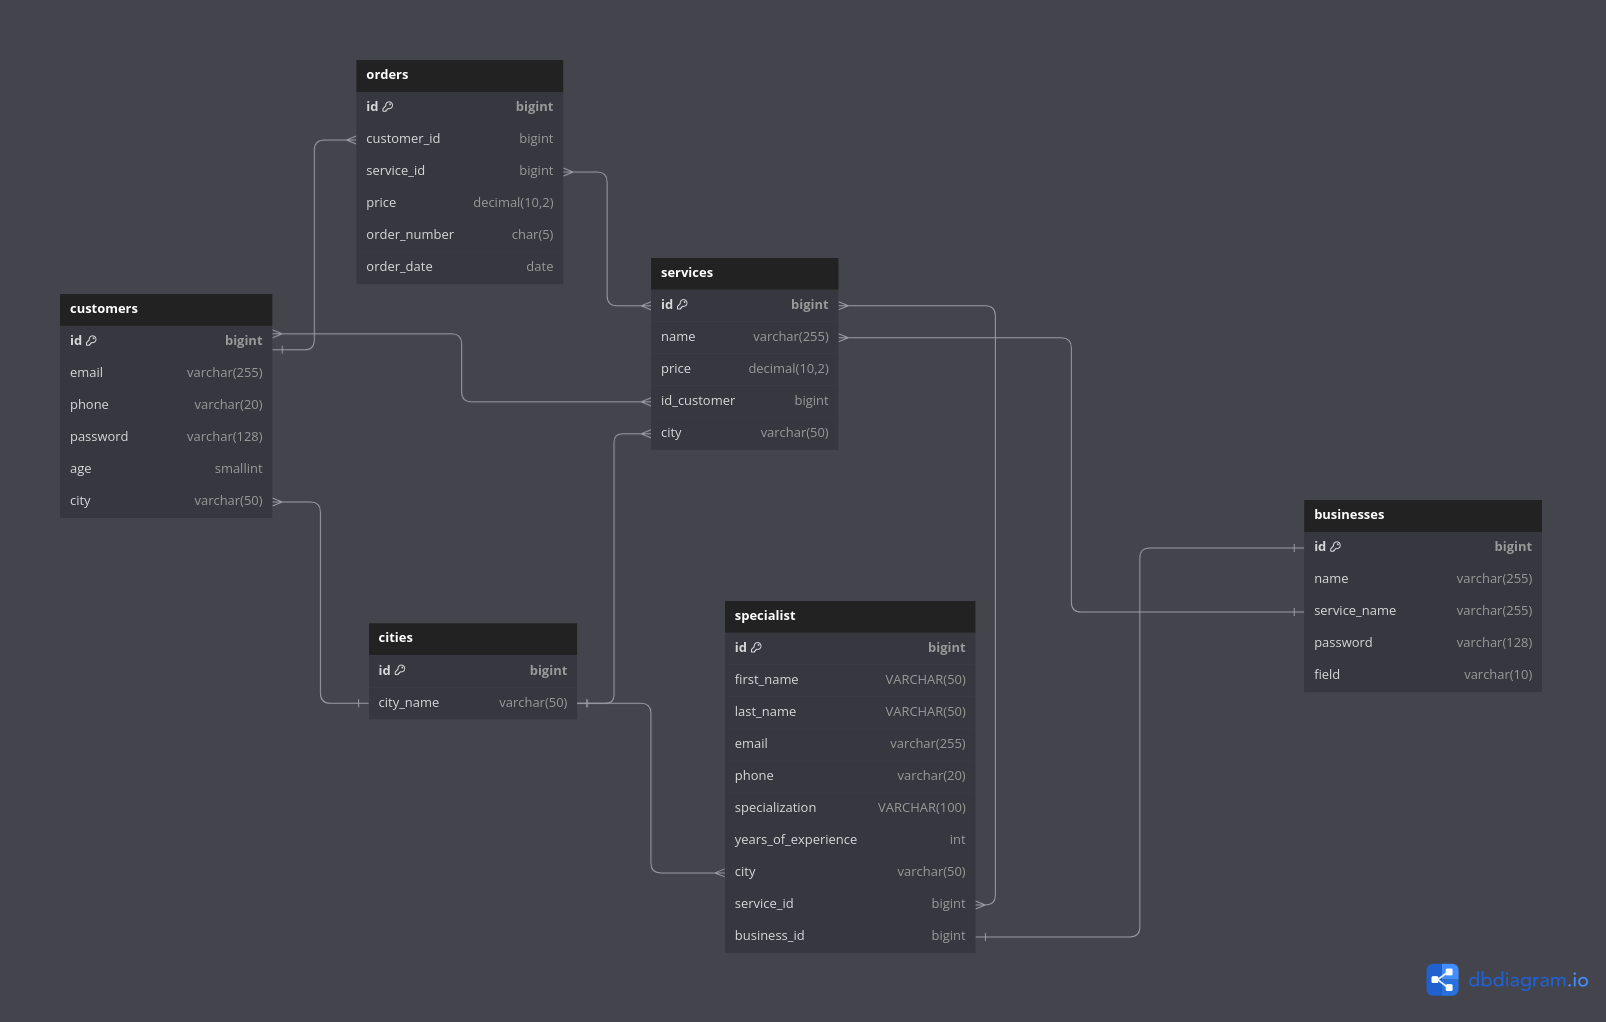 orders
id bigint
customer_id bigint
service_id bigint
price decimal(10,2)
order_number char(5)
order_date date
services
id bigint
name varchar(255)
price decimal(10,2)
id_customer bigint
city varchar(50)
customers
id bigint
email varchar(255)
phone varchar(20)
password varchar(128)
age smallint
city varchar(50)
businesses
id bigint
name varchar(255)
service_name varchar(255)
password varchar(128)
field varchar(10)
cities
id bigint
city_name varchar(50)
specialist
id bigint
first_name VARCHAR(50)
last_name VARCHAR(50)
email varchar(255)
phone varchar(20)
specialization VARCHAR(100)
years_of_experience int
city varchar(50)
service_id bigint
business_id bigint
dbdiagram.io